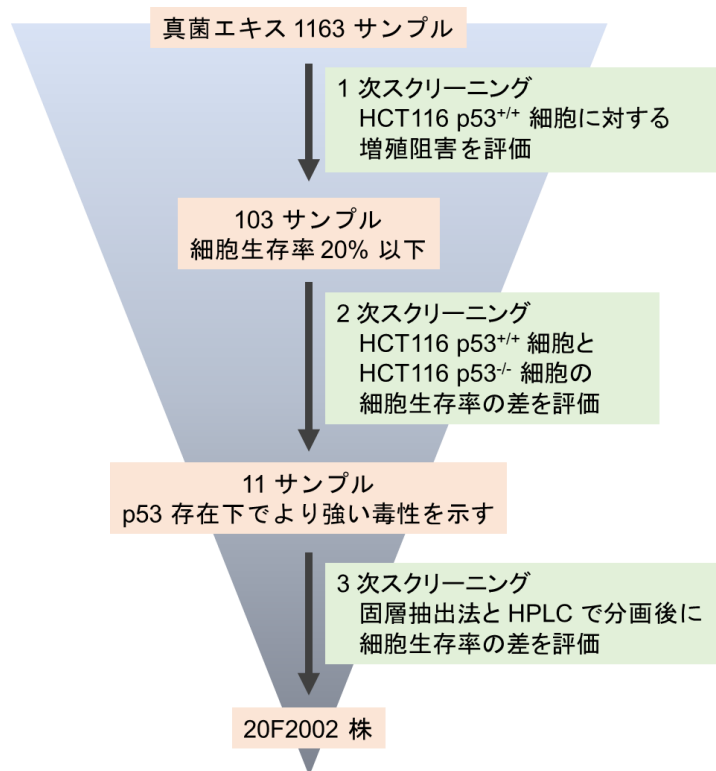 真菌エキス 1163 サンプル
1 次スクリーニング
HCT116 p53+/+ 細胞に対する
増殖阻害を評価
103 サンプル
細胞生存率 20% 以下
2 次スクリーニング
HCT116 p53+/+ 細胞と
HCT116 p53-/- 細胞の
細胞生存率の差を評価
11 サンプル
p53 存在下でより強い毒性を示す
3 次スクリーニング
固層抽出法と HPLC で分画後に
細胞生存率の差を評価
20F2002 株